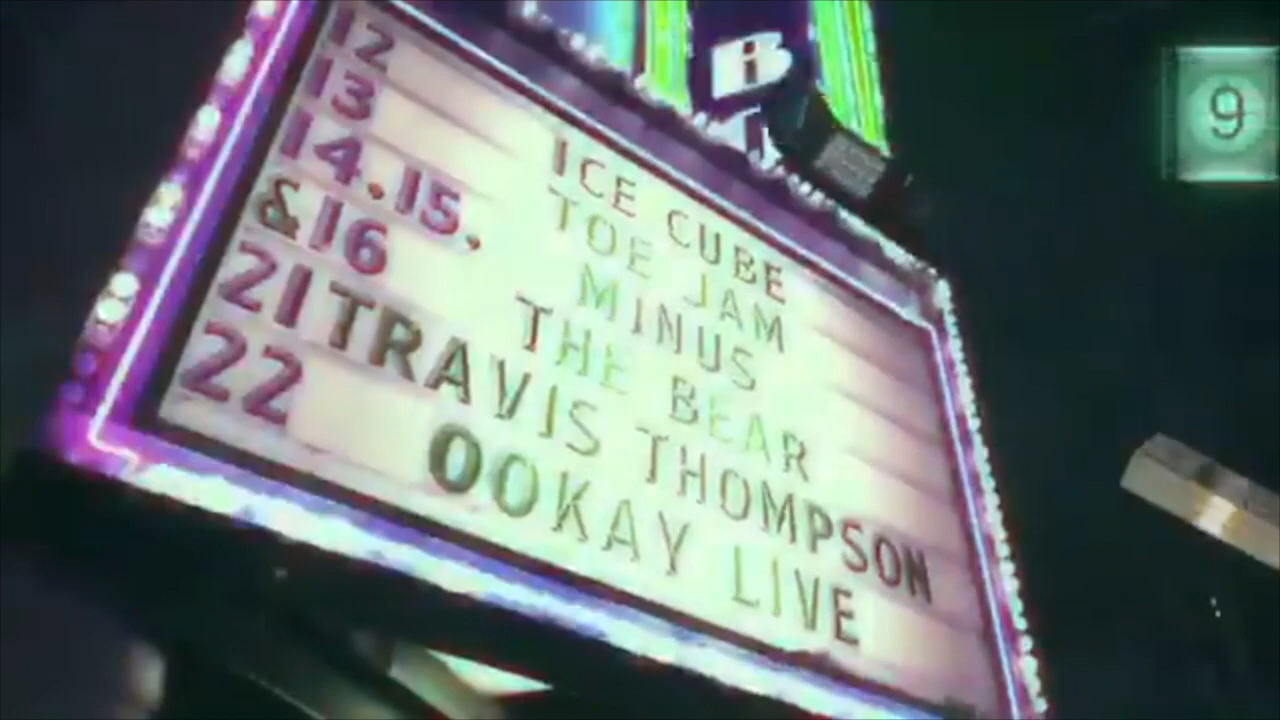 12 ICE CUBE
13 TOE JAM
14.15. MINUS
&16 THE BEAR
21 TRAVIS THOMPSON
22 OOKAY LIVE
9